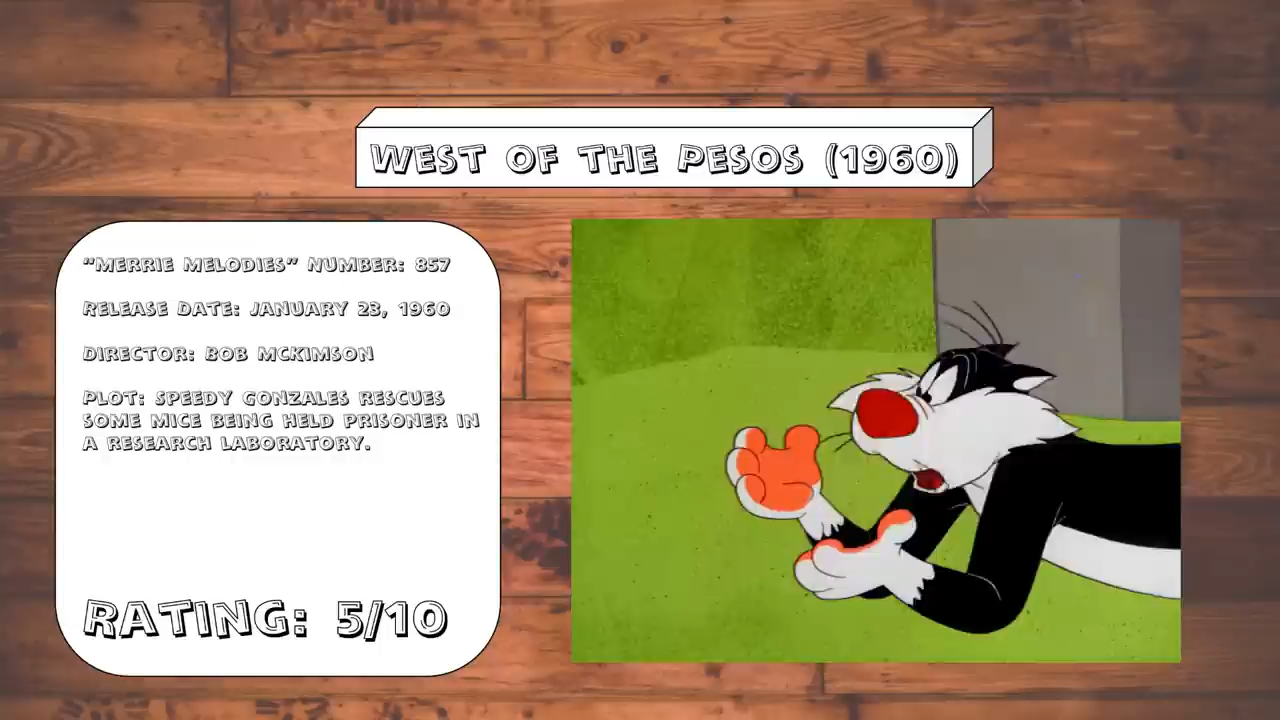 WEST OF THE PESOS (1960)
"MERRIE MELODIES" NUMBER: 857
RELEASE DATE: JANUARY 23, 1960
DIRECTOR: BOB MCKIMSON
PLOT: SPEEDY GONZALES RESCUES
SOME MICE BEING HELD PRISONER IN
A RESEARCH LABORATORY.
RATING: 5/10